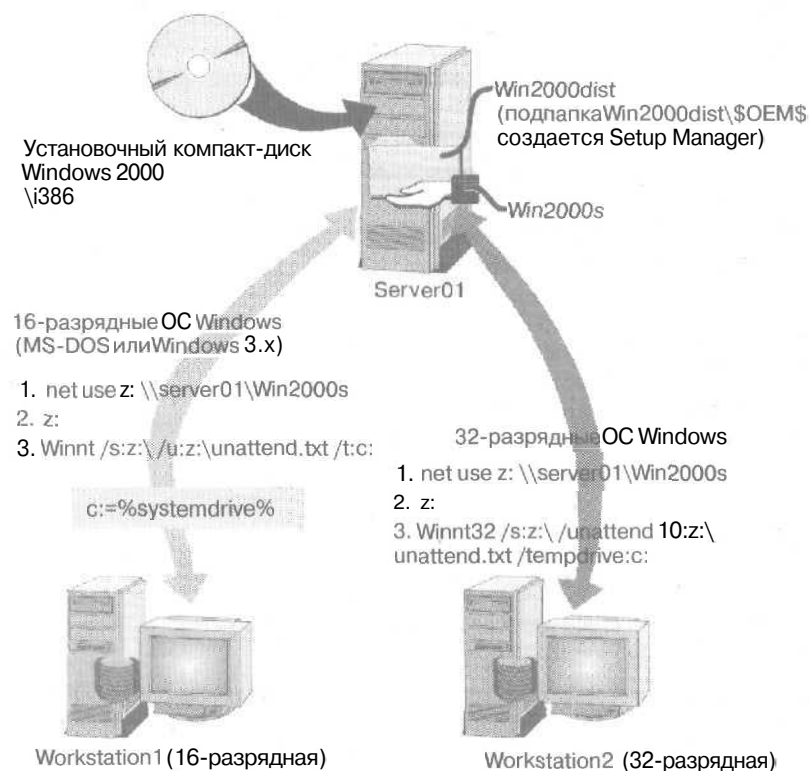 Установочный компакт-диск
Windows 2000
\i386
Win2000dist
(подпапкаWin2000dist\$OEM$
создается Setup Manager)
Win2000s
Server01
16-разрядные ОС Windows
(MS-DOS или Windows 3.x)
1. net use z: \\server01\Win2000s
2. z:
3. Winnt /s:z:\ /u:z:\unattend.txt /t:c:
c:=%systemdrive%
32-разрядные ОС Windows
1. net use z: \\server01\Win2000s
2. z:
3. Winnt32 /s:z:\ /unattend 10:z:\
unattend.txt /tempdrive:c:
Workstation1 (16-разрядная)
Workstation2 (32-разрядная)